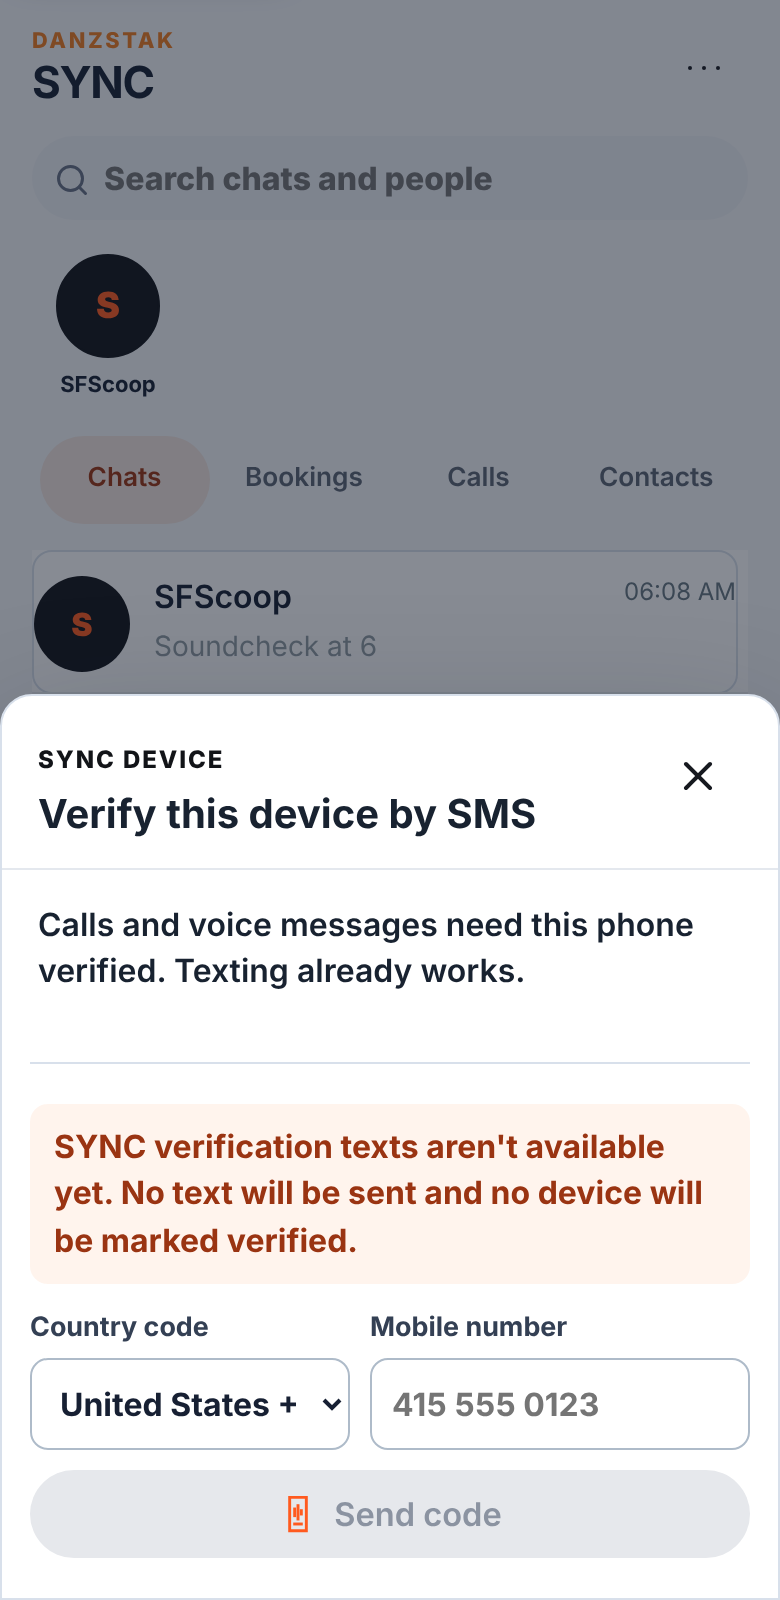 DANZSTAK
SYNC
...
Search chats and people
S
SFScoop
Chats
Bookings
Calls
Contacts
S
SFScoop
06:08 AM
Soundcheck at 6
SYNC DEVICE
Verify this device by SMS
Calls and voice messages need this phone
verified. Texting already works.
SYNC verification texts aren't available
yet. No text will be sent and no device will
be marked verified.
Country code
Mobile number
United States +
415 555 0123
Send code